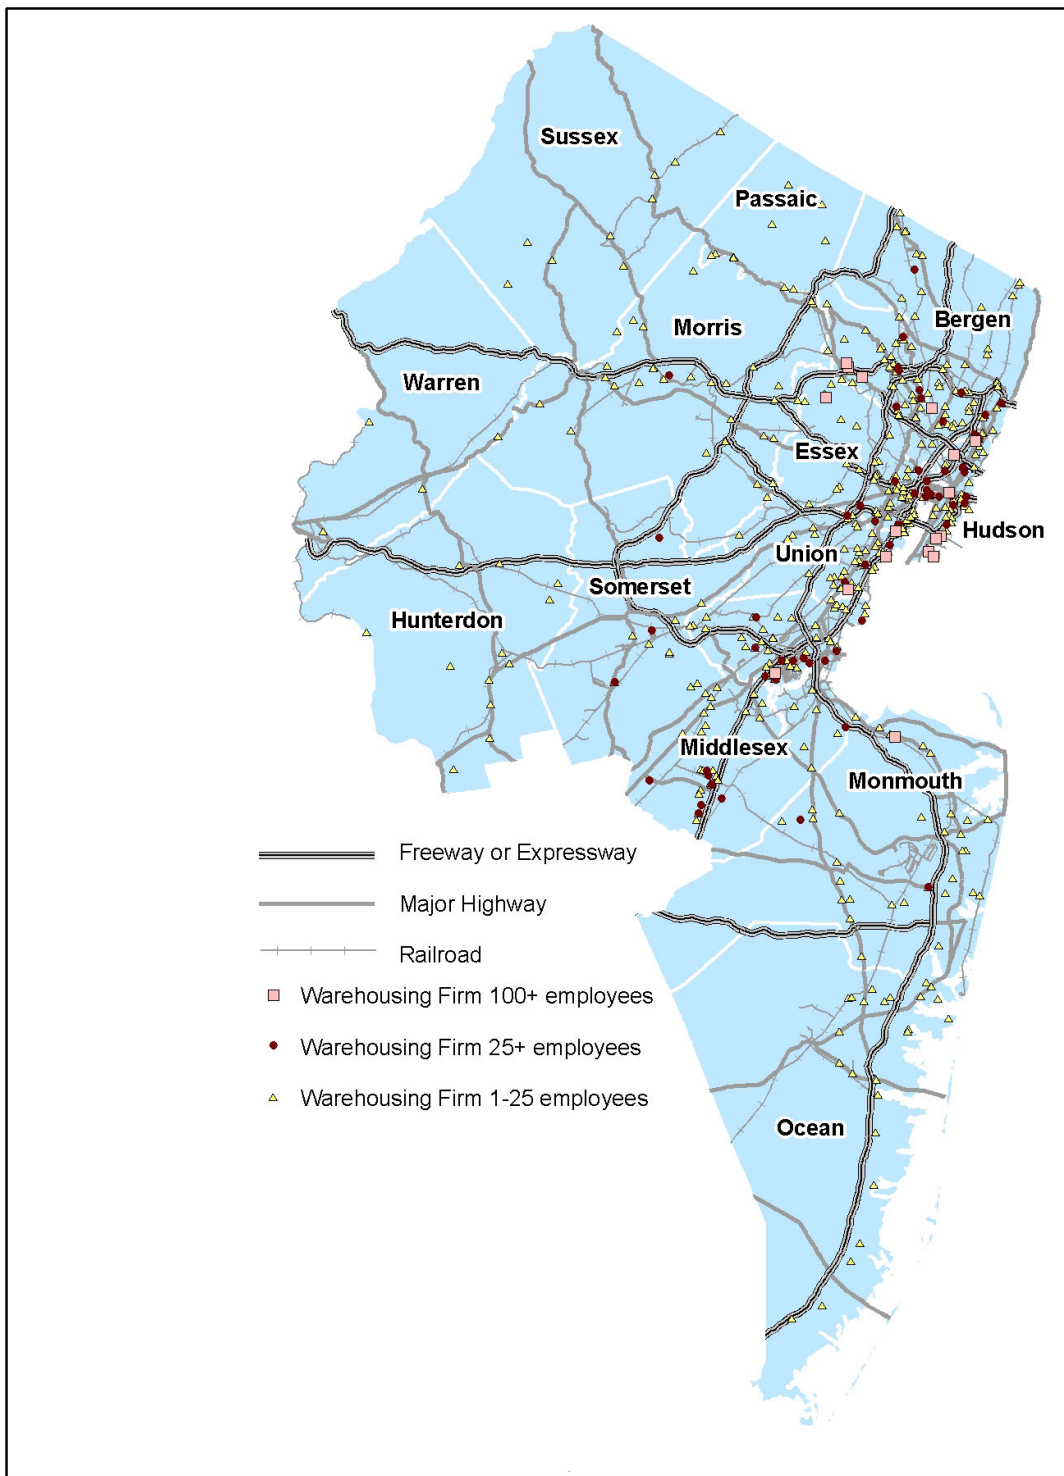 Sussex
Passaic
Bergen
Morris
Warren
Essex
Hudson
Union
Somerset
Hunterdon
Middlesex
Monmouth
Freeway or Expressway
Major Highway
Railroad
Warehousing Firm 100+ employees
Warehousing Firm 25+ employees
Warehousing Firm 1-25 employees
Ocean